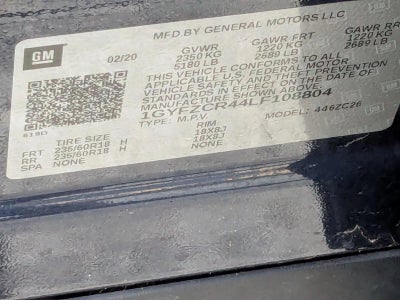 MFD BY GENERAL MOTORS LLC
GM 02/20 GVWR GAWR FRT GAWR RR
2350 KG 1220 KG 1220 KG
5180 LB 2689 LB 2689 LB
THIS VEHICLE CONFORMS TO ALL
APPLICABLE U.S. FEDERAL MOTOR
VEHICLE SAFETY AND THEFT PREVENTION
STANDARDS IN EFFECT ON THE DATE OF
MANUFACTURE SHOWN ABOVE.
1GYFZCR44LF108804
TYPE: M.P.V. MODEL: 446ZC26
TIRE SIZE RIM
FRT 235/60R18 H 18X8J
RR 235/60R18 H 18X8J
SPA NONE NONE